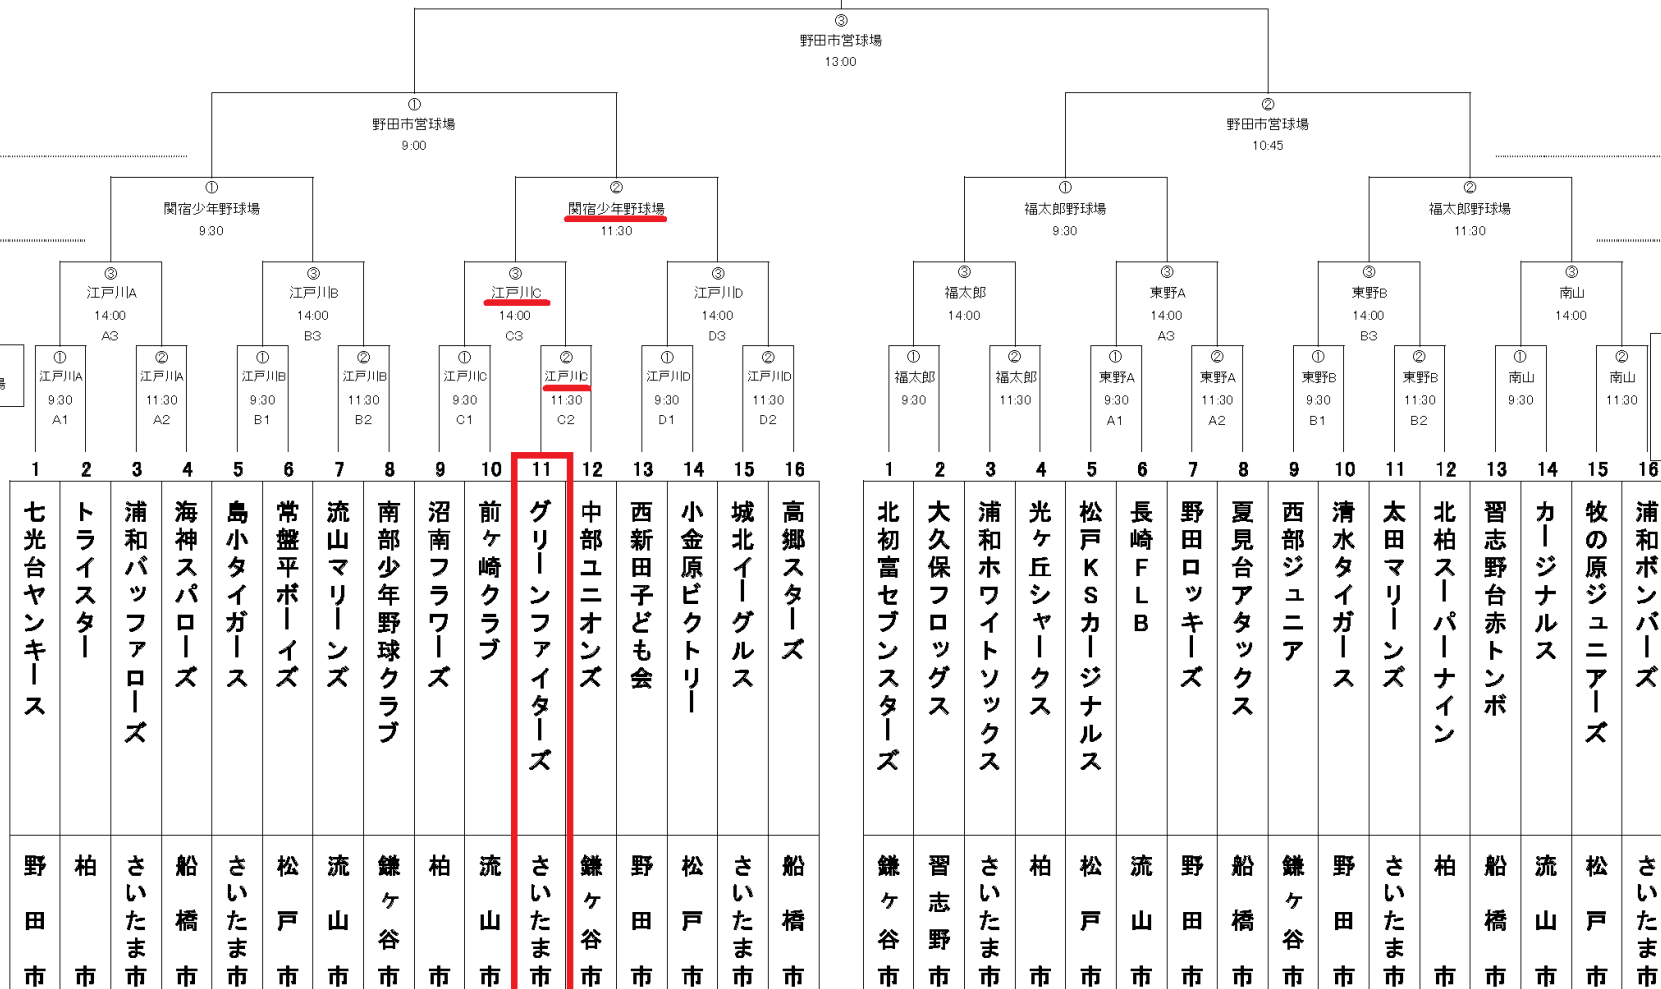 ③
野田市営球場
13:00
①
野田市営球場
9:00
②
野田市営球場
10:45
①
関宿少年野球場
9:30
②
関宿少年野球場
11:30
①
福太郎野球場
9:30
②
福太郎野球場
11:30
③
江戸川A
14:00
A3
③
江戸川B
14:00
B3
③
江戸川C
14:00
C3
③
江戸川D
14:00
D3
③
福太郎
14:00
③
東野A
14:00
A3
③
東野B
14:00
B3
③
南山
14:00
場
①
江戸川A
9:30
A1
②
江戸川A
11:30
A2
①
江戸川B
9:30
B1
②
江戸川B
11:30
B2
①
江戸川C
9:30
C1
②
江戸川C
11:30
C2
①
江戸川D
9:30
D1
②
江戸川D
11:30
D2
①
福太郎
9:30
②
福太郎
11:30
①
東野A
9:30
A1
②
東野A
11:30
A2
①
東野B
9:30
B1
②
東野B
11:30
B2
①
南山
9:30
②
南山
11:30
1 2 3 4 5 6 7 8 9 10 11 12 13 14 15 16
七光台ヤンキース
トライスター
浦和バッファローズ
海神スパローズ
島小タイガース
常盤平ボーイズ
流山マリーンズ
南部少年野球クラブ
沼南フラワーズ
前ヶ崎クラブ
グリーンファイターズ
中部ユニオンズ
西新田子ども会
小金原ビクトリー
城北イーグルス
高郷スターズ
野田市
柏市
さいたま市
船橋市
さいたま市
松戸市
流山市
鎌ヶ谷市
柏市
流山市
さいたま市
鎌ヶ谷市
野田市
松戸市
さいたま市
船橋市
1 2 3 4 5 6 7 8 9 10 11 12 13 14 15 16
北初富セブンスターズ
大久保フロッグス
浦和ホワイトソックス
光ヶ丘シャークス
松戸KSカージナルス
長崎FLB
野田ロッキーズ
夏見台アタックス
西部ジュニア
清水タイガース
太田マリーンズ
北柏スーパーナイン
習志野台赤トンボ
カージナルス
牧の原ジュニアーズ
浦和ボンバーズ
鎌ヶ谷市
習志野市
さいたま市
柏市
松戸市
流山市
野田市
船橋市
鎌ヶ谷市
野田市
さいたま市
柏市
船橋市
流山市
松戸市
さいたま市